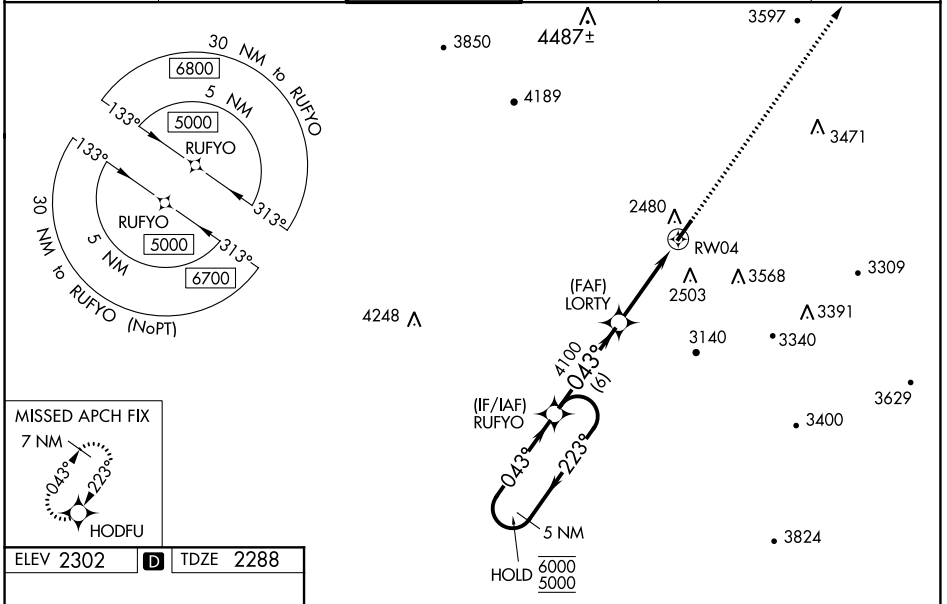 30 NM to RUFYO
6800
5 NM
5000
RUFYO
133°
313°
133°
RUFYO
5000
313°
5 NM
6700
30 NM to RUFYO (NoPT)
3850
4487±
3597
4189
3471
2480
RW04
(FAF)
LORTY
2503
3568
3309
4248
3391
3140
3340
4100
043°
(6)
(IF/IAF)
RUFYO
3629
3400
043°
223°
5 NM
HOLD
6000
5000
3824
MISSED APCH FIX
7 NM
043°
223°
HODFU
ELEV 2302
D
TDZE 2288